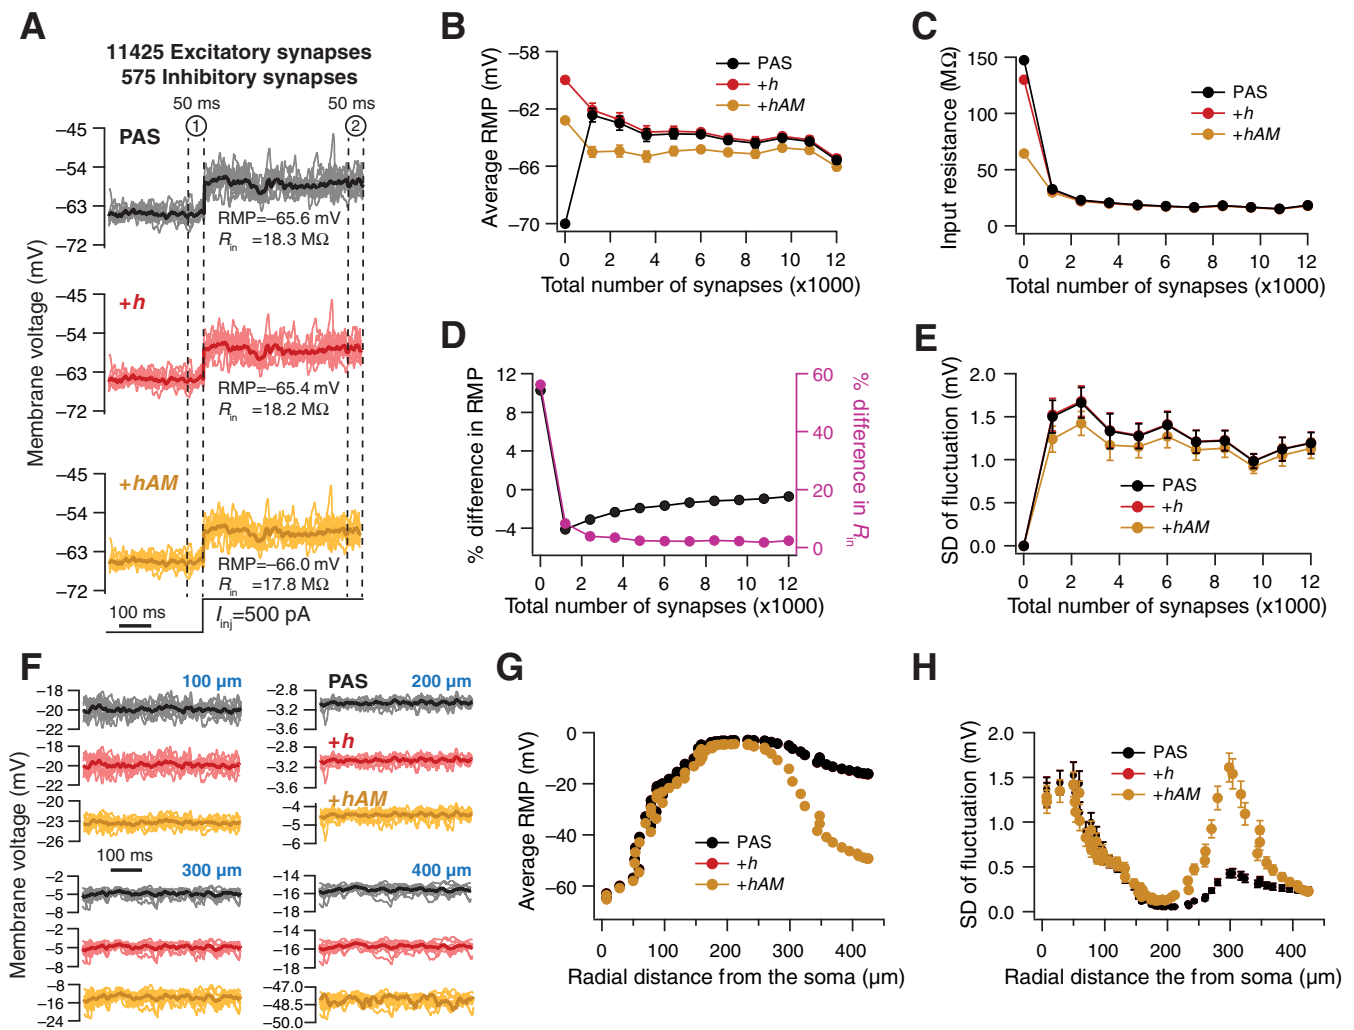 A
11425 Excitatory synapses
575 Inhibitory synapses
50 ms
50 ms
1
2
PAS
−45
−54
−63
−72
RMP=−65.6 mV
Rin =18.3 MΩ
+h
−45
−54
−63
−72
RMP=−65.4 mV
Rin =18.2 MΩ
+hAM
−45
−54
−63
−72
RMP=−66.0 mV
Rin =17.8 MΩ
Membrane voltage (mV)
100 ms
Iinj=500 pA
B
−58
−62
−66
−70
Average RMP (mV)
PAS
+h
+hAM
0 2 4 6 8 10 12
Total number of synapses (x1000)
C
150
100
50
0
Input resistance (MΩ)
PAS
+h
+hAM
0 2 4 6 8 10 12
Total number of synapses (x1000)
D
12
8
4
0
−4
% difference in RMP
60
40
20
0
% difference in Rin
0 2 4 6 8 10 12
Total number of synapses (x1000)
E
2.0
1.5
1.0
0.5
0.0
SD of fluctuation (mV)
PAS
+h
+hAM
0 2 4 6 8 10 12
Total number of synapses (x1000)
F
Membrane voltage (mV)
100 µm
−18
−20
−22
−18
−20
−22
−20
−23
−26
PAS
200 µm
−2.8
−3.2
−3.6
+h
−2.8
−3.2
−3.6
+hAM
−4
−5
−6
100 ms
300 µm
−2
−5
−8
−2
−5
−8
−8
−16
−24
400 µm
−14
−16
−18
−14
−16
−18
−47.0
−48.5
−50.0
G
0
−20
−40
−60
Average RMP (mV)
PAS
+h
+hAM
0 100 200 300 400
Radial distance from the soma (µm)
H
2.0
1.5
1.0
0.5
0.0
SD of fluctuation (mV)
PAS
+h
+hAM
0 100 200 300 400
Radial distance the from soma (µm)